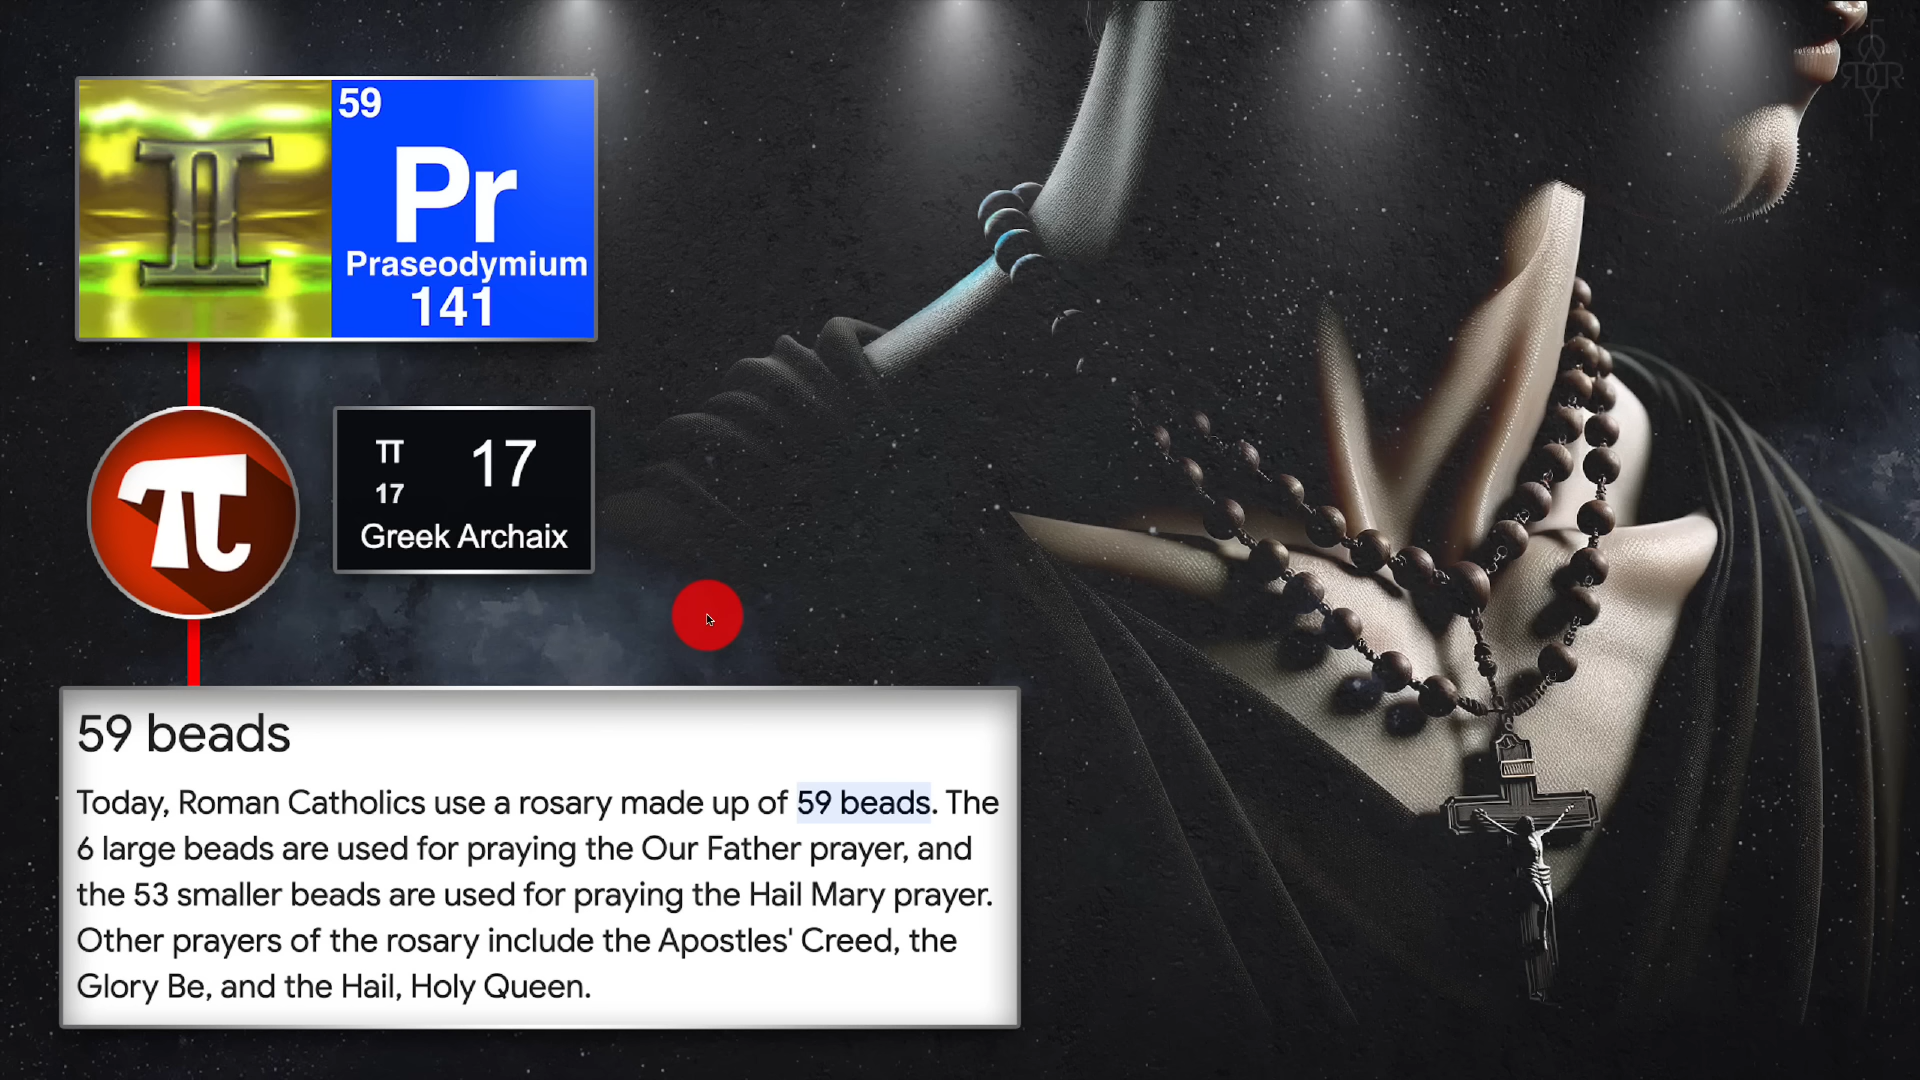 59
Pr
Praseodymium
141
π
π 17
17
Greek Archaix
59 beads
Today, Roman Catholics use a rosary made up of 59 beads. The
6 large beads are used for praying the Our Father prayer, and
the 53 smaller beads are used for praying the Hail Mary prayer.
Other prayers of the rosary include the Apostles' Creed, the
Glory Be, and the Hail, Holy Queen.